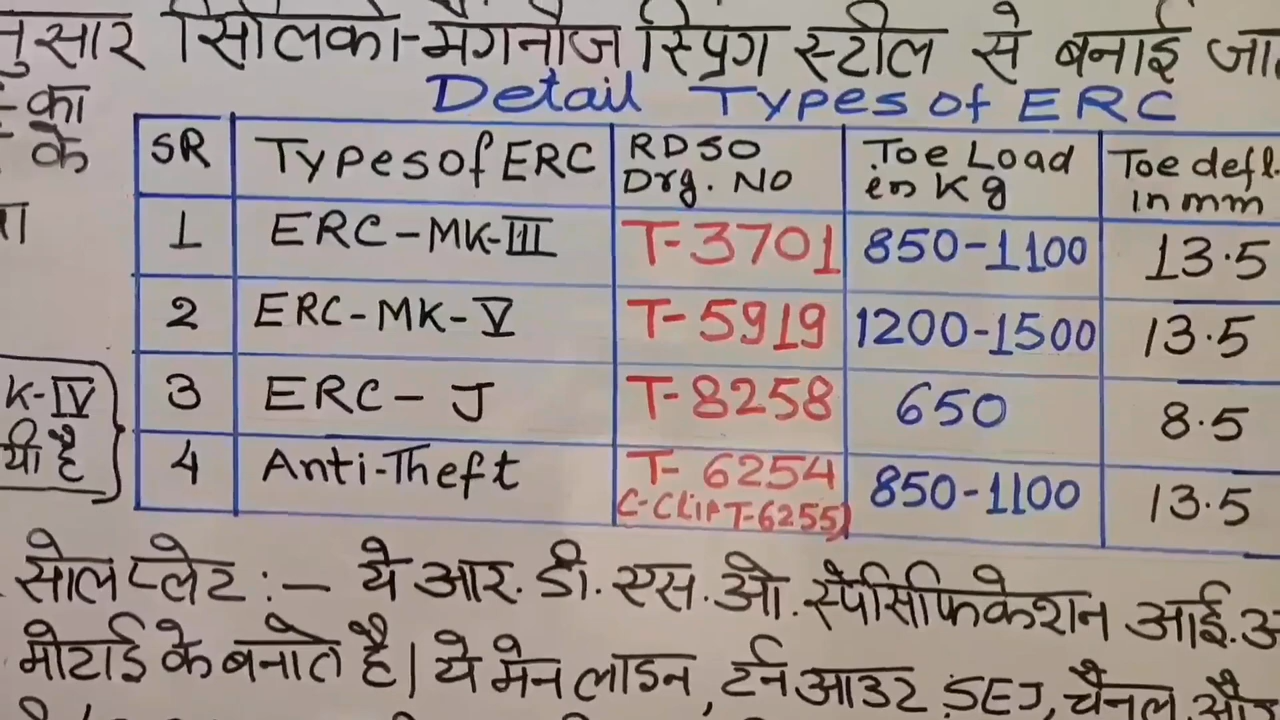 सिलिको-मैंगनीज स्प्रिंग स्टील से बनाई
Detail Types of ERC
का
के
SR Types of ERC RDSO Drg. NO Toe Load in Kg Toe defl. in mm
1 ERC-MK-III T-3701 850-1100 13.5
2 ERC-MK-V T-5919 1200-1500 13.5
3 ERC-J T-8258 650 8.5
4 Anti-Theft T-6254 C-Clip T-6255) 850-1100 13.5
K-IV
है
सोल प्लेट:- ये आर. डी. एस. ओ. स्पेसिफिकेशन आई.
मोटाई के बनाते है। ये मेन लाइन, टर्न आउट SEJ, चैनल